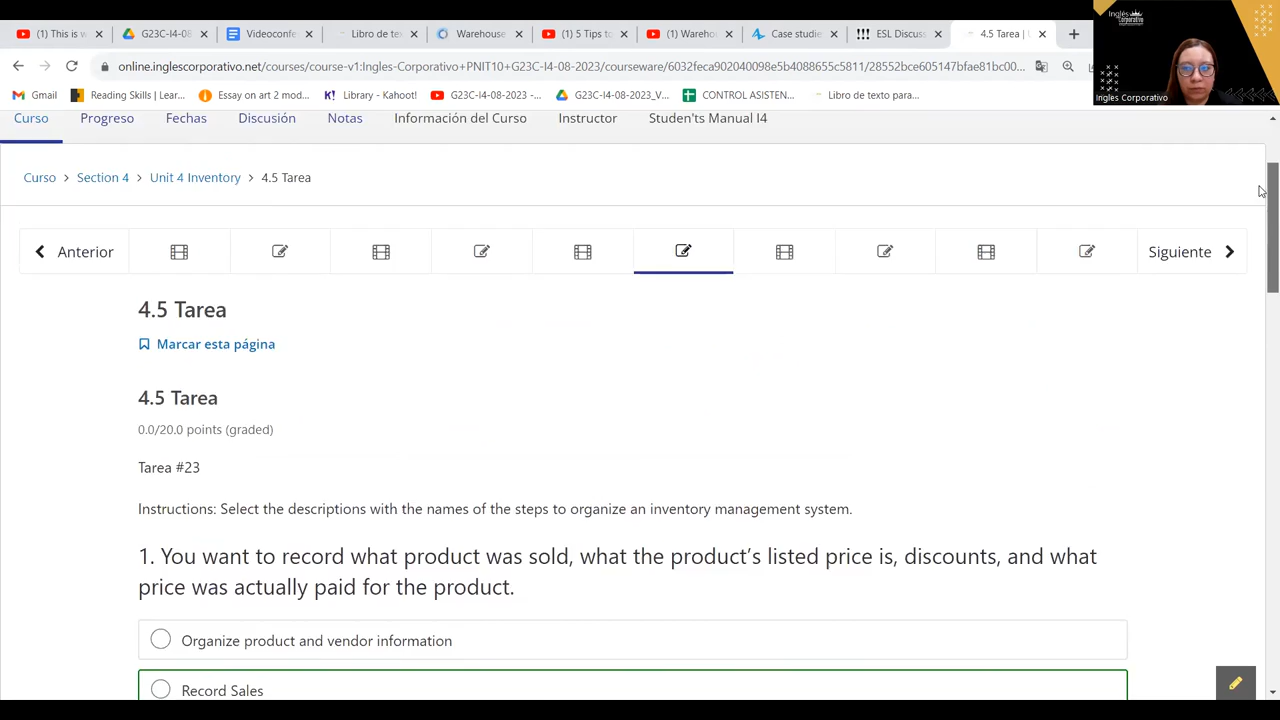 (1) This is w
G23C-I4-08
Videoconfe
Libro de te
Warehouse
(1) 5 Tips to
(1) Wareho
Case studie
ESL Discuss
4.5 Tarea | U
online.inglescorporativo.net/courses/course-v1:Ingles-Corporativo+PNI110+G23C-I4-08-2023/courseware/6032feca902040098e5b4088655c5811/28552bce605147bfae81bc00...
Gmail
Reading Skills | Lear...
Essay on art 2 mod...
Library - Kano...
G23C-I4-08-2023 -...
G23C-I4-08-2023_V...
CONTROL ASISTEN...
Libro de texto para...
Inglés
Corporativo
Ingles Corporativo
Curso
Progreso
Fechas
Discusión
Notas
Información del Curso
Instructor
Studen'ts Manual I4
Curso > Section 4 > Unit 4 Inventory > 4.5 Tarea
Anterior
Siguiente
4.5 Tarea
Marcar esta página
4.5 Tarea
0.0/20.0 points (graded)
Tarea #23
Instructions: Select the descriptions with the names of the steps to organize an inventory management system.
1. You want to record what product was sold, what the product’s listed price is, discounts, and what
price was actually paid for the product.
Organize product and vendor information
Record Sales